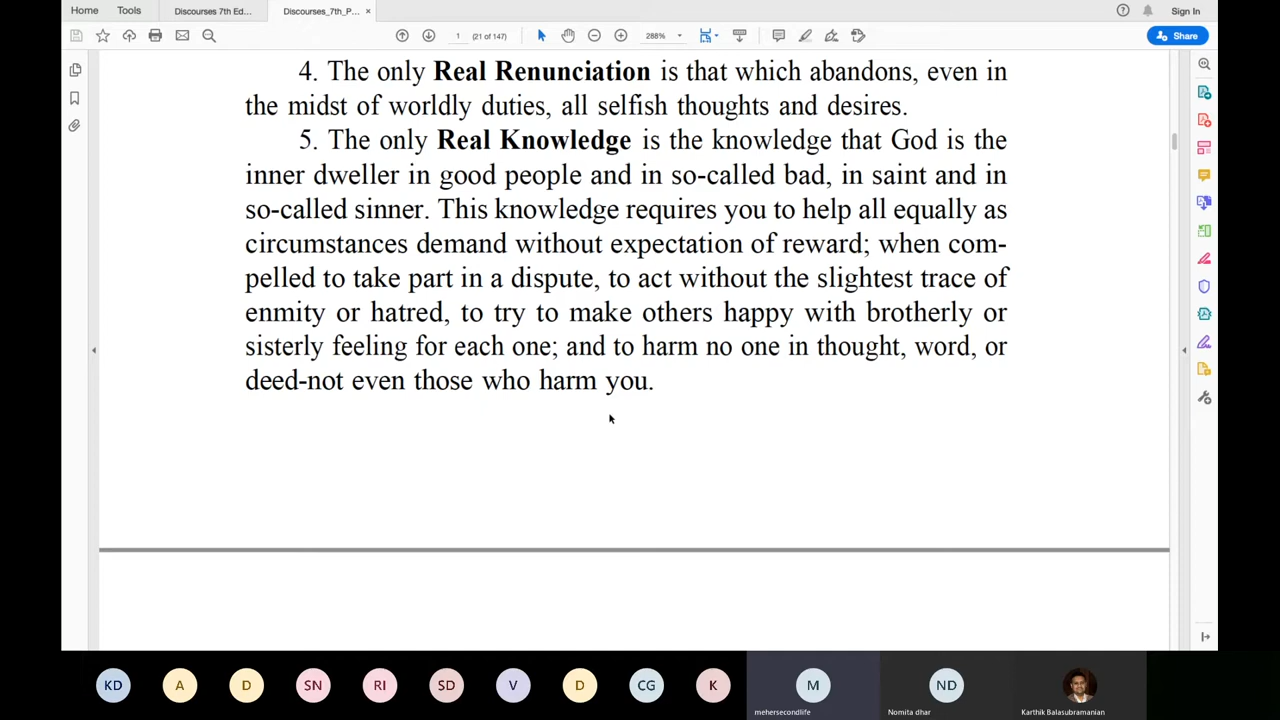 Home Tools Discourses 7th Ed... Discourses_7th_P... × Sign In
1 (21 of 147) 288% Share
4. The only Real Renunciation is that which abandons, even in
the midst of worldly duties, all selfish thoughts and desires.
5. The only Real Knowledge is the knowledge that God is the
inner dweller in good people and in so-called bad, in saint and in
so-called sinner. This knowledge requires you to help all equally as
circumstances demand without expectation of reward; when com-
pelled to take part in a dispute, to act without the slightest trace of
enmity or hatred, to try to make others happy with brotherly or
sisterly feeling for each one; and to harm no one in thought, word, or
deed-not even those who harm you.
KD A D SN RI SD V D CG K M ND
mehersecondlife Nomita dhar Karthik Balasubramanian